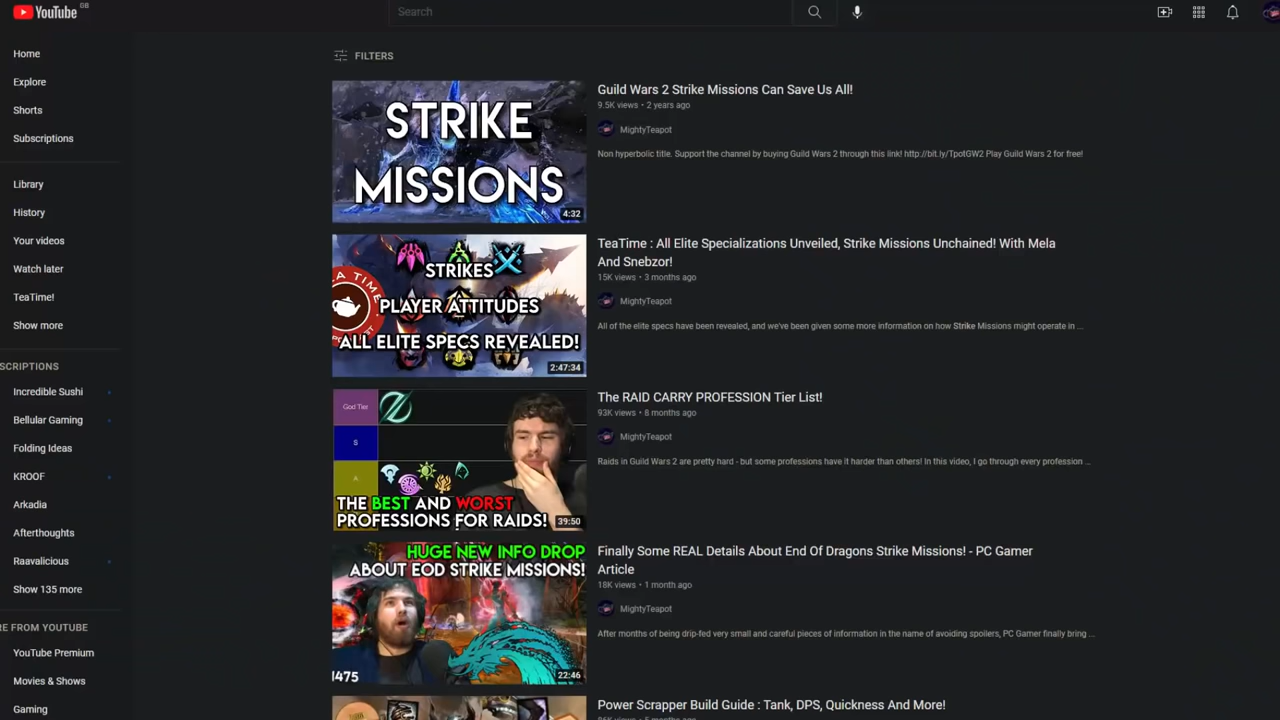 YouTube GB
Search
Home
Explore
Shorts
Subscriptions
Library
History
Your videos
Watch later
TeaTime!
Show more
SCRIPTIONS
Incredible Sushi
Bellular Gaming
Folding Ideas
KROOF
Arkadia
Afterthoughts
Raavalicious
Show 135 more
RE FROM YOUTUBE
YouTube Premium
Movies & Shows
Gaming
FILTERS
STRIKE
MISSIONS
4:32
Guild Wars 2 Strike Missions Can Save Us All!
9.5K views • 2 years ago
MightyTeapot
Non hyperbolic title. Support the channel by buying Guild Wars 2 through this link! http://bit.ly/TpotGW2 Play Guild Wars 2 for free!
A TIME
STRIKES
PLAYER ATTITUDES
ALL ELITE SPECS REVEALED!
2:47:34
TeaTime : All Elite Specializations Unveiled, Strike Missions Unchained! With Mela
And Snebzor!
15K views • 3 months ago
MightyTeapot
All of the elite specs have been revealed, and we've been given some more information on how Strike Missions might operate in ...
God Tier
S
A
THE BEST AND WORST
PROFESSIONS FOR RAIDS!
39:50
The RAID CARRY PROFESSION Tier List!
93K views • 8 months ago
MightyTeapot
Raids in Guild Wars 2 are pretty hard - but some professions have it harder than others! In this video, I go through every profession ...
HUGE NEW INFO DROP
ABOUT EOD STRIKE MISSIONS!
/475
22:46
Finally Some REAL Details About End Of Dragons Strike Missions! - PC Gamer
Article
18K views • 1 month ago
MightyTeapot
After months of being drip-fed very small and careful pieces of information in the name of avoiding spoilers, PC Gamer finally bring ...
Power Scrapper Build Guide : Tank, DPS, Quickness And More!